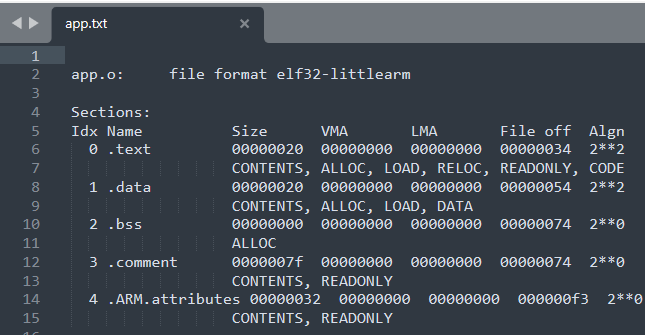 app.txt
1
2 app.o:     file format elf32-littlearm
3
4 Sections:
5 Idx Name          Size      VMA       LMA       File off  Algn
6   0 .text         00000020  00000000  00000000  00000034  2**2
7                   CONTENTS, ALLOC, LOAD, RELOC, READONLY, CODE
8   1 .data         00000020  00000000  00000000  00000054  2**2
9                   CONTENTS, ALLOC, LOAD, DATA
10   2 .bss          00000000  00000000  00000000  00000074  2**0
11                   ALLOC
12   3 .comment      0000007f  00000000  00000000  00000074  2**0
13                   CONTENTS, READONLY
14   4 .ARM.attributes 00000032  00000000  00000000  000000f3  2**0
15                   CONTENTS, READONLY